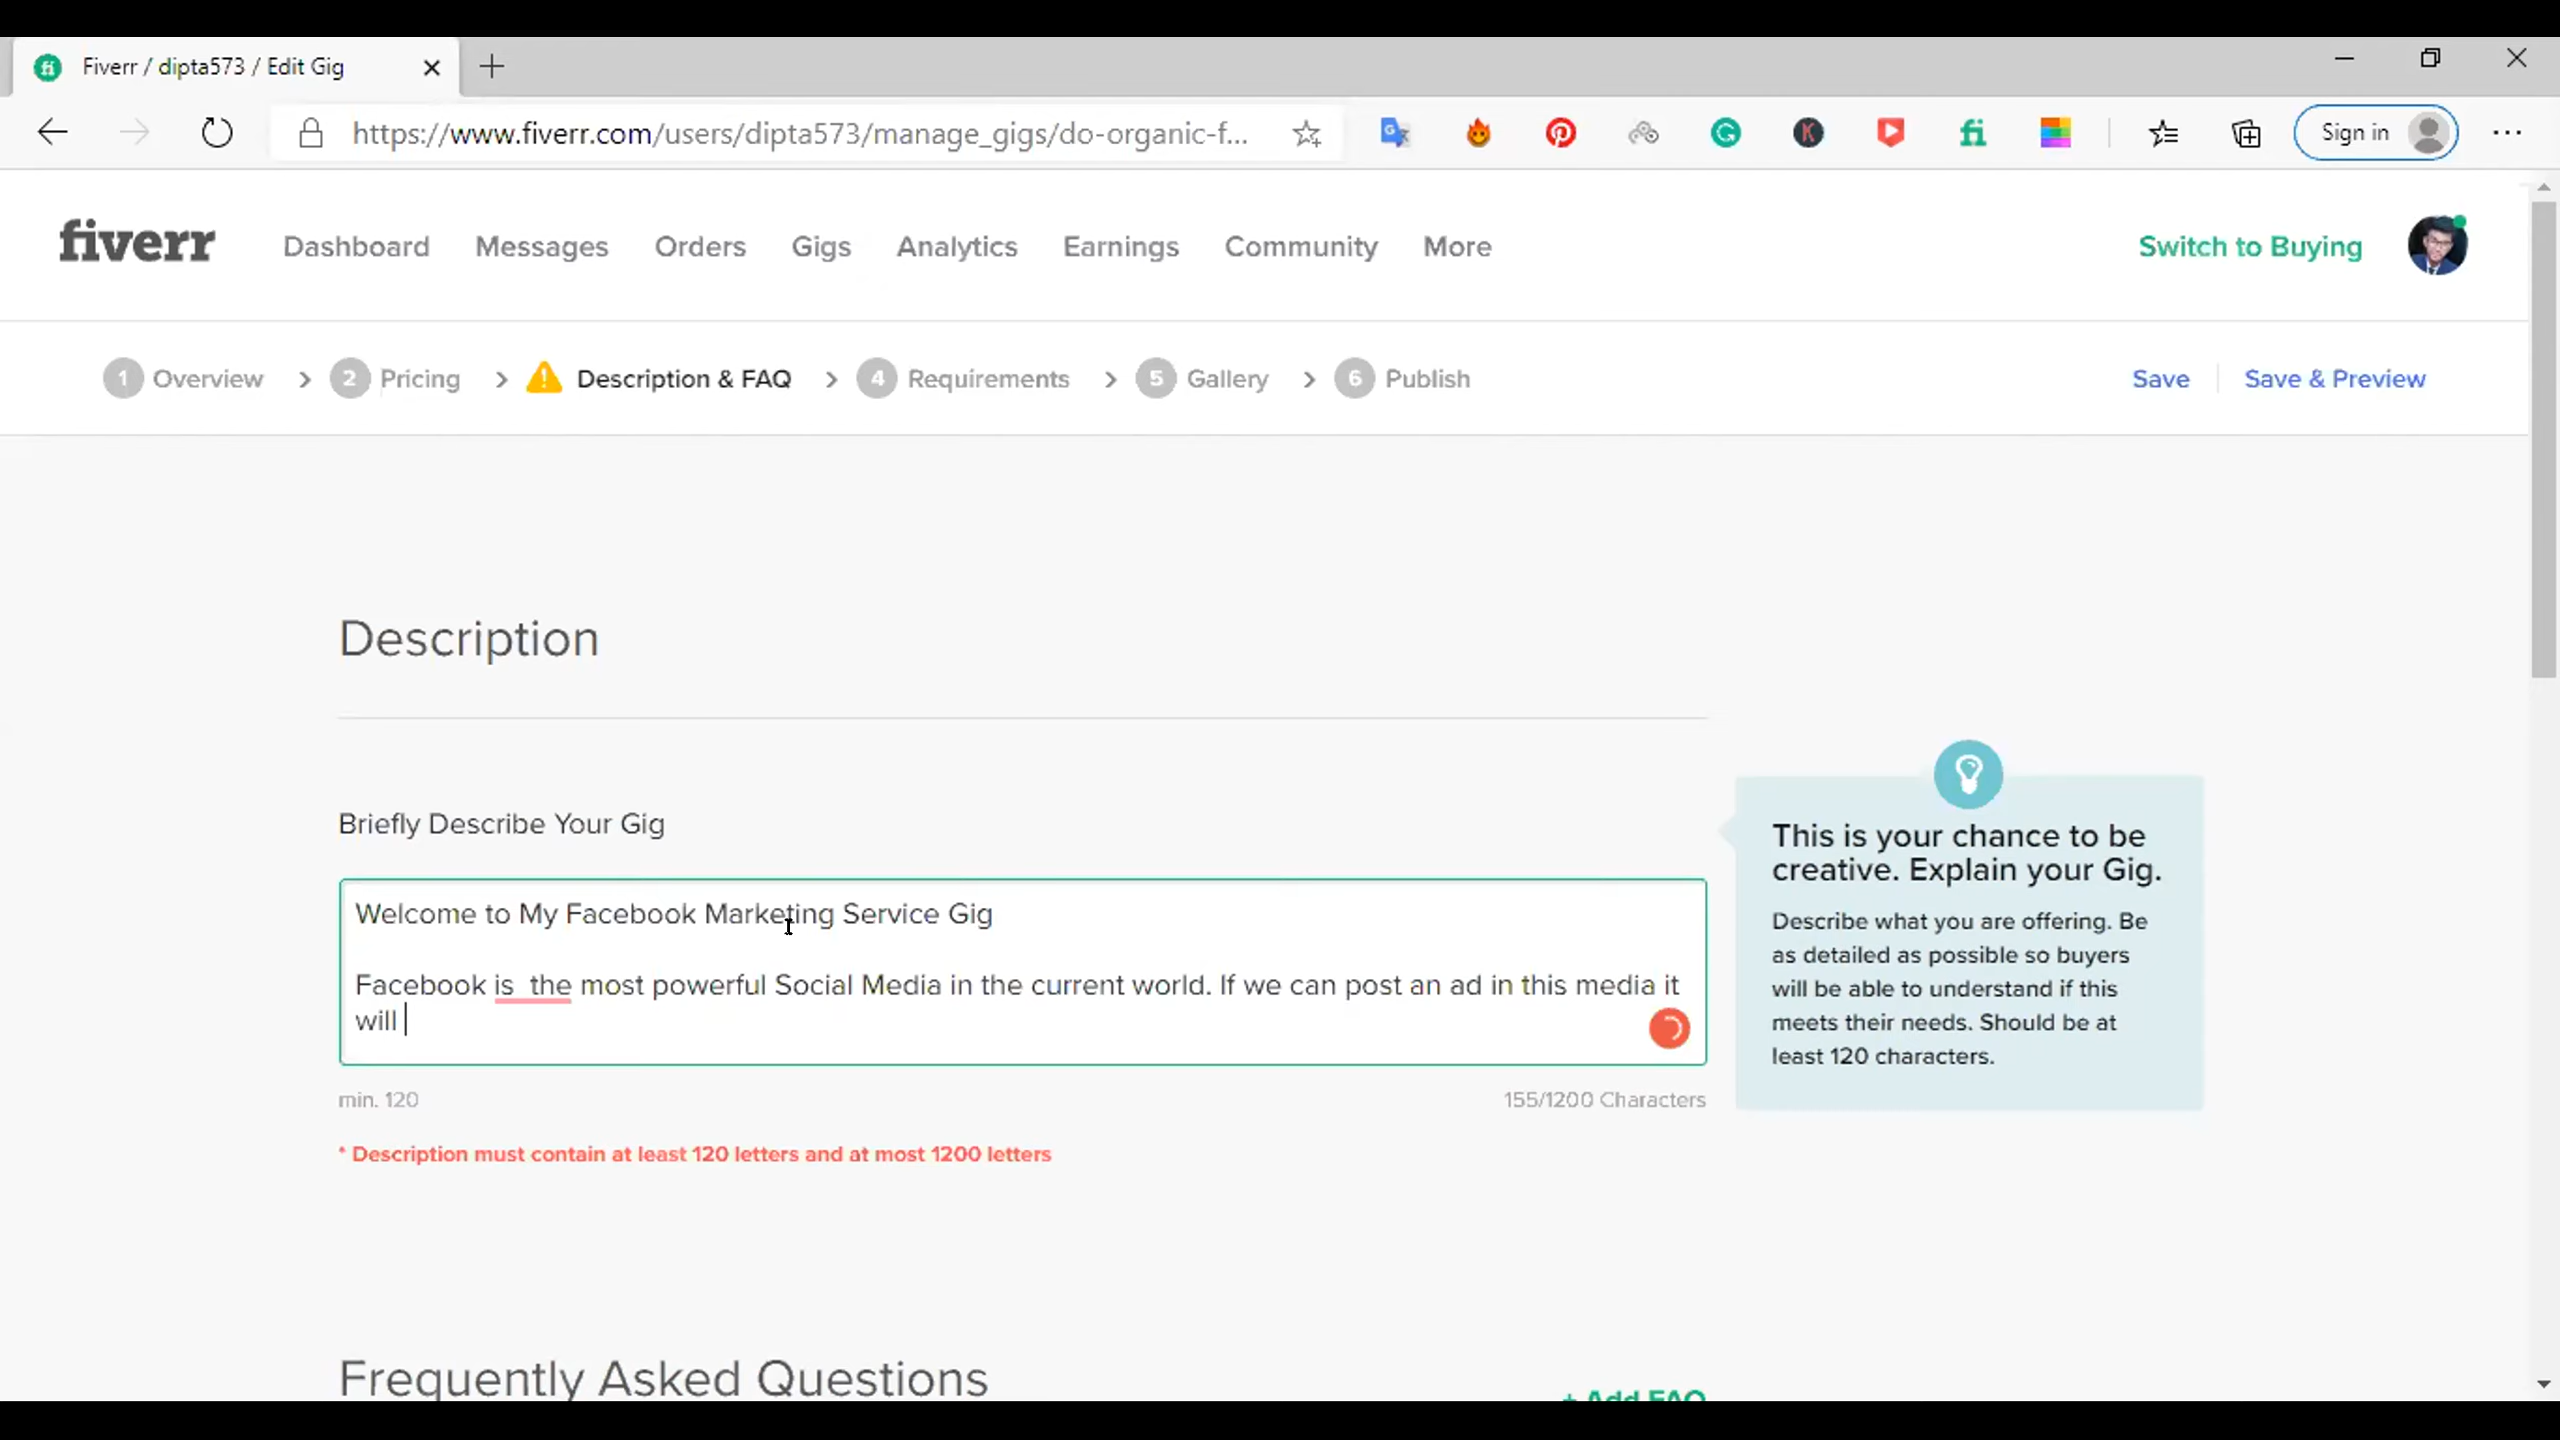 Fiverr / dipta573 / Edit Gig
https://www.fiverr.com/users/dipta573/manage_gigs/do-organic-f...
Sign in
fiverr Dashboard Messages Orders Gigs Analytics Earnings Community More Switch to Buying
1 Overview 2 Pricing Description & FAQ 4 Requirements 5 Gallery 6 Publish Save Save & Preview
Description
Briefly Describe Your Gig
Welcome to My Facebook Marketing Service Gig
Facebook is  the most powerful Social Media in the current world. If we can post an ad in this media it
will
min. 120
155/1200 Characters
* Description must contain at least 120 letters and at most 1200 letters
This is your chance to be
creative. Explain your Gig.
Describe what you are offering. Be
as detailed as possible so buyers
will be able to understand if this
meets their needs. Should be at
least 120 characters.
Frequently Asked Questions
+ Add FAQ